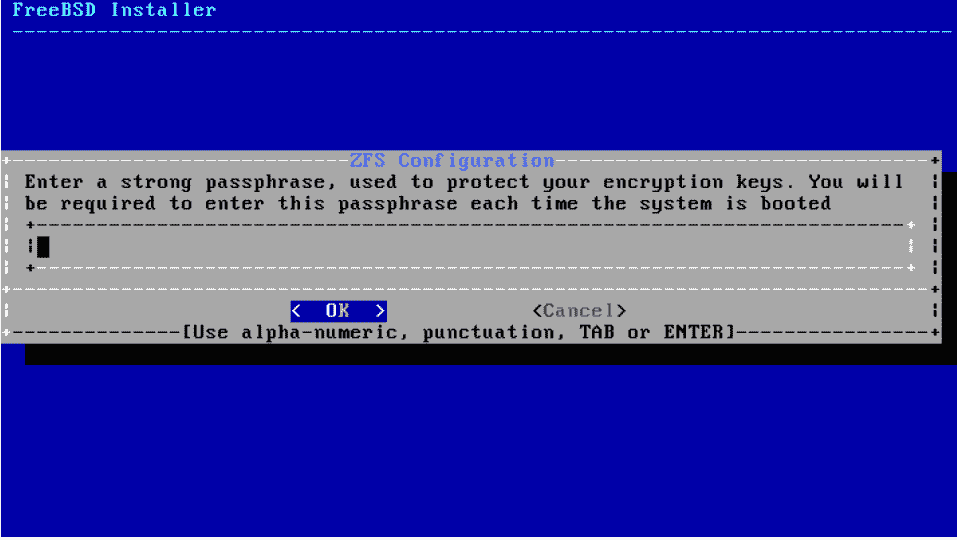 FreeBSD Installer
ZFS Configuration
Enter a strong passphrase, used to protect your encryption keys. You will
be required to enter this passphrase each time the system is booted
< OK > <Cancel>
[Use alpha-numeric, punctuation, TAB or ENTER]